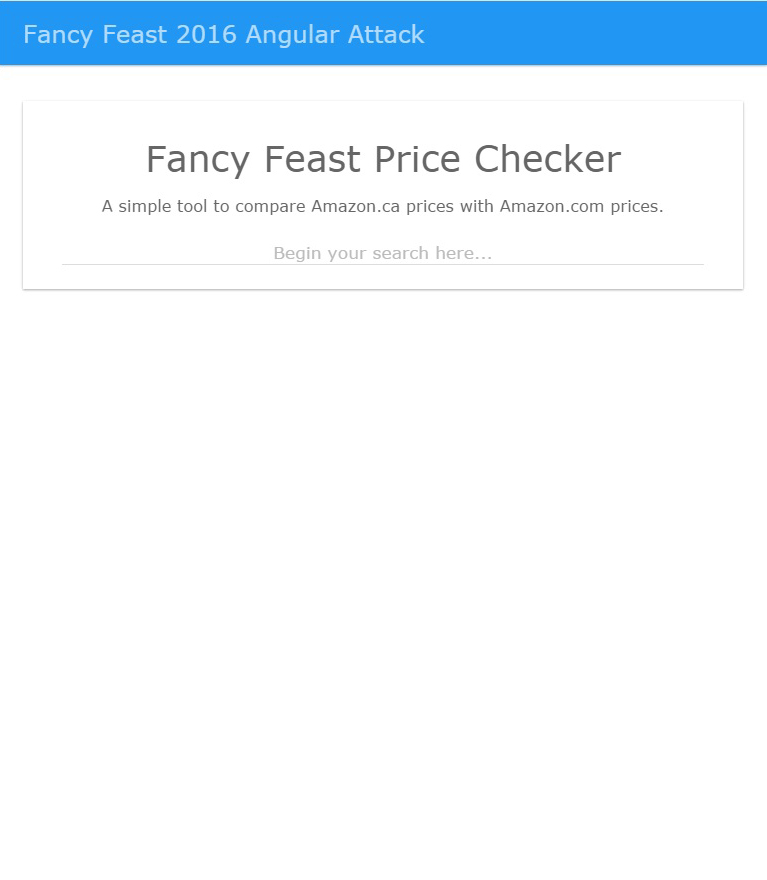 Fancy Feast 2016 Angular Attack
Fancy Feast Price Checker
A simple tool to compare Amazon.ca prices with Amazon.com prices.
Begin your search here...